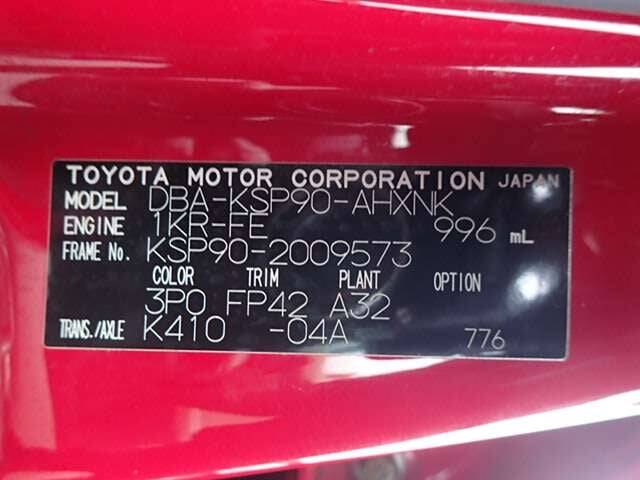 TOYOTA MOTOR CORPORATION JAPAN
MODEL DBA-KSP90-AHXNK
ENGINE 1KR-FE 996 mL
FRAME No. KSP90-2009573
COLOR TRIM PLANT OPTION
3P0 FP42 A32
TRANS./AXLE K410 -04A 776